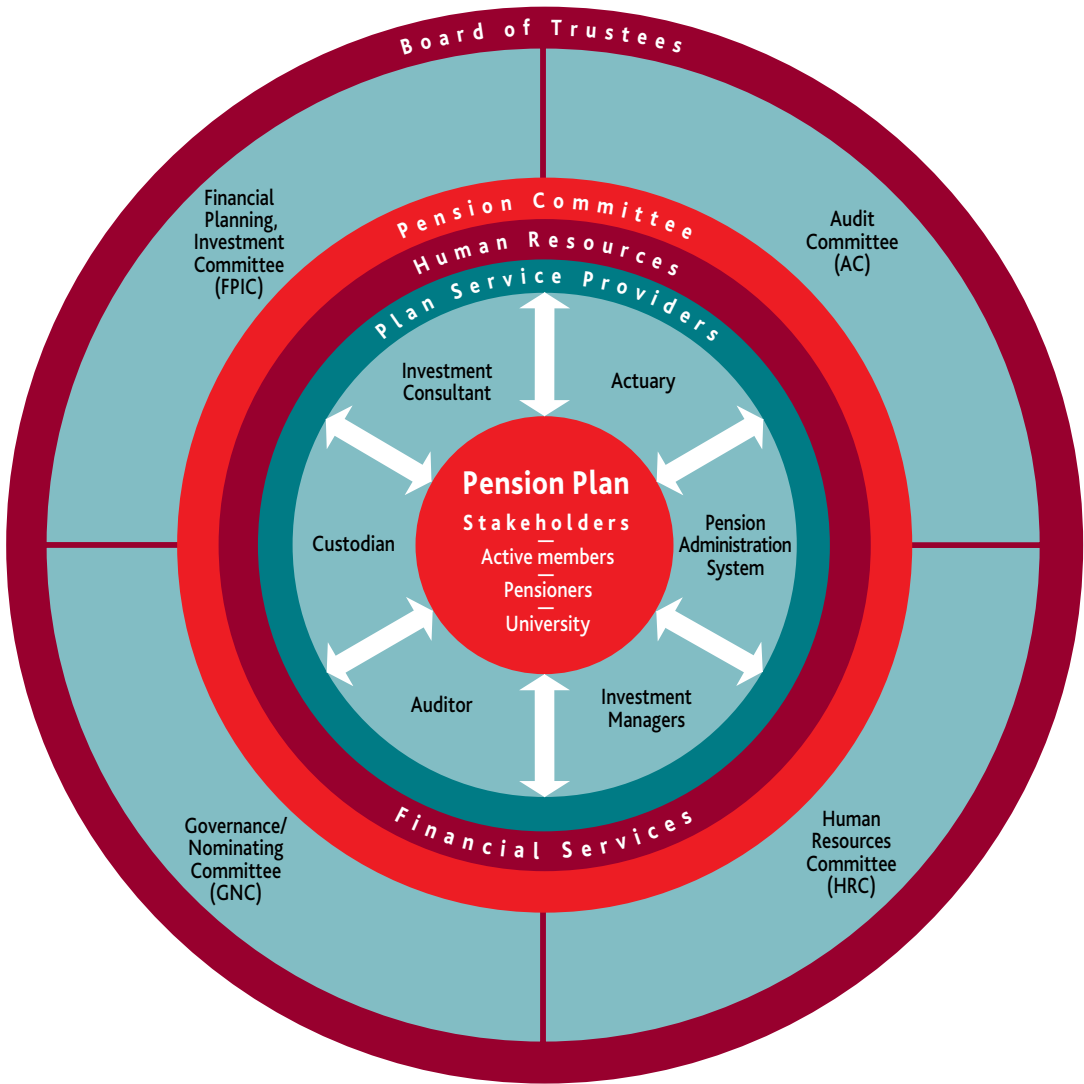 Board of Trustees
Financial
Planning,
Investment
Committee
(FPIC)
Audit
Committee
(AC)
Pension Committee
Human Resources
Plan Service Providers
Investment
Consultant
Actuary
Custodian
Pension Plan
Stakeholders
Active members
Pensioners
University
Pension
Administration
System
Auditor
Investment
Managers
Financial Services
Governance/
Nominating
Committee
(GNC)
Human
Resources
Committee
(HRC)